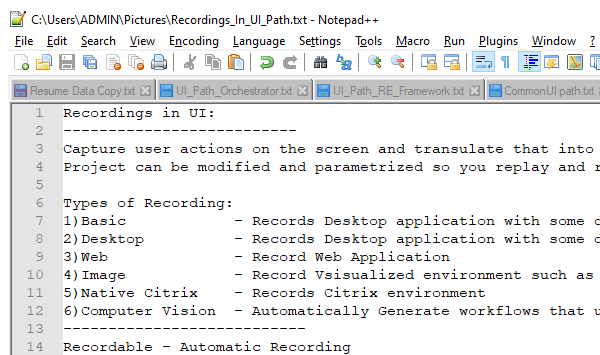 C:\Users\ADMIN\Pictures\Recordings_In_UI_Path.txt - Notepad++
File Edit Search View Encoding Language Settings Tools Macro Run Plugins Window ?
Resume Data Copy.txt UI_Path_Orchestrator.txt UI_Path_RE_Framework.txt CommonUI path.txt
1 Recordings in UI:
2 --------------------------
3 Capture user actions on the screen and transulate that into
4 Project can be modified and parametrized so you replay and r
5
6 Types of Recording:
7 1)Basic - Records Desktop application with some d
8 2)Desktop - Records Desktop application with some d
9 3)Web - Record Web Application
10 4)Image - Record Vsisualized environment such as
11 5)Native Citrix - Records Citrix environment
12 6)Computer Vision - Automatically Generate workflows that u
13 ---------------------------
14 Recordable - Automatic Recording